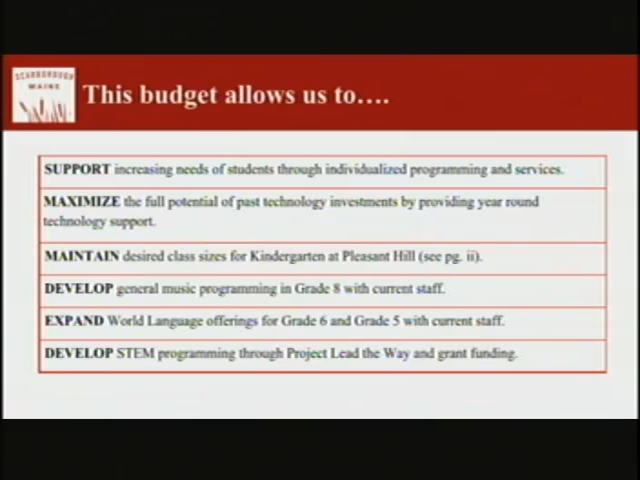 SCARBOROUGH
MAINE
This budget allows us to….
SUPPORT increasing needs of students through individualized programming and services.
MAXIMIZE the full potential of past technology investments by providing year round
technology support.
MAINTAIN desired class sizes for Kindergarten at Pleasant Hill (see pg. ii).
DEVELOP general music programming in Grade 8 with current staff.
EXPAND World Language offerings for Grade 6 and Grade 5 with current staff.
DEVELOP STEM programming through Project Lead the Way and grant funding.